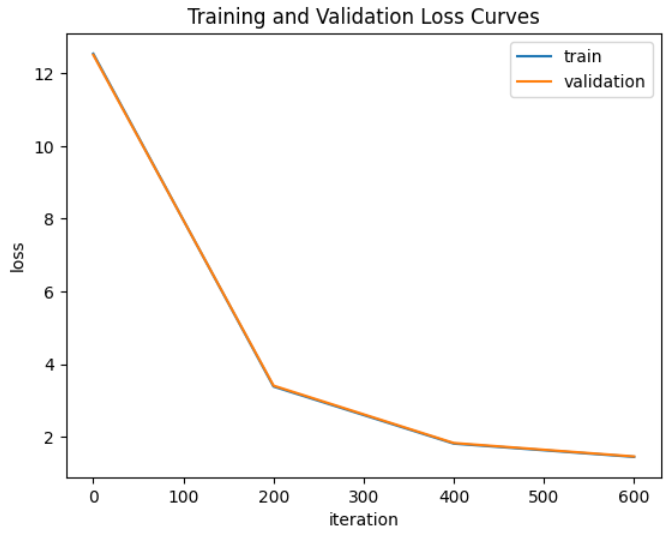 Training and Validation Loss Curves
train
validation
12
10
8
6
4
2
loss
0
100
200
300
400
500
600
iteration